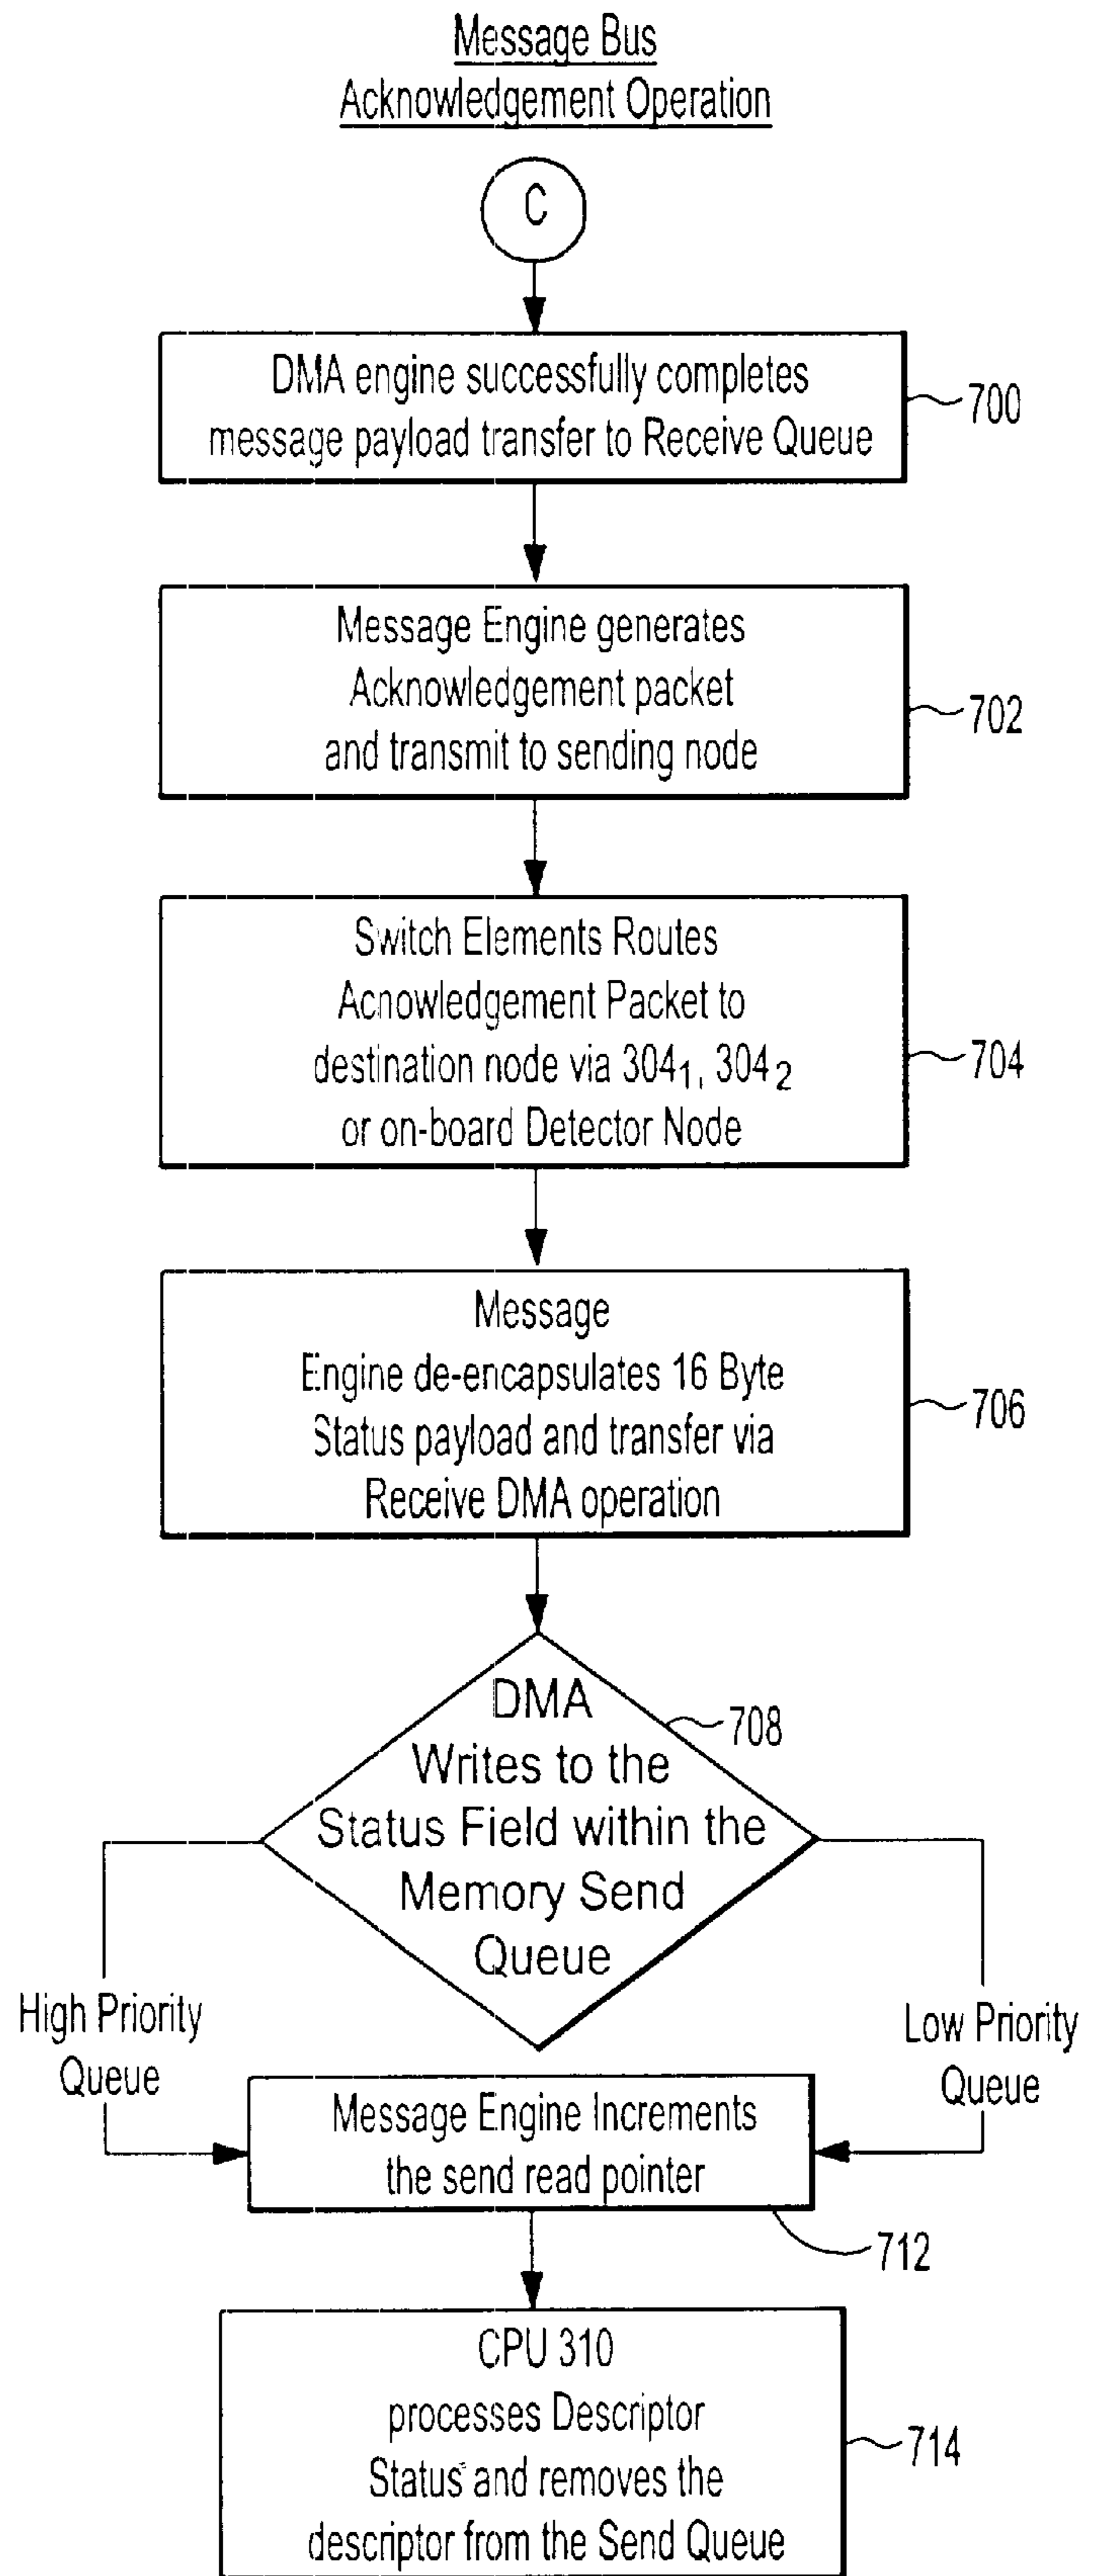 Message Bus
Acknowledgement Operation
C
DMA engine successfully completes
message payload transfer to Receive Queue
700
Message Engine generates
Acknowledgement packet
and transmit to sending node
702
Switch Elements Routes
Acnowledgement Packet to
destination node via 304₁, 304₂
or on-board Detector Node
704
Message
Engine de-encapsulates 16 Byte
Status payload and transfer via
Receive DMA operation
706
DMA
Writes to the
Status Field within the
Memory Send
Queue
708
High Priority
Queue
Low Priority
Queue
Message Engine Increments
the send read pointer
712
CPU 310
processes Descriptor
Status and removes the
descriptor from the Send Queue
714